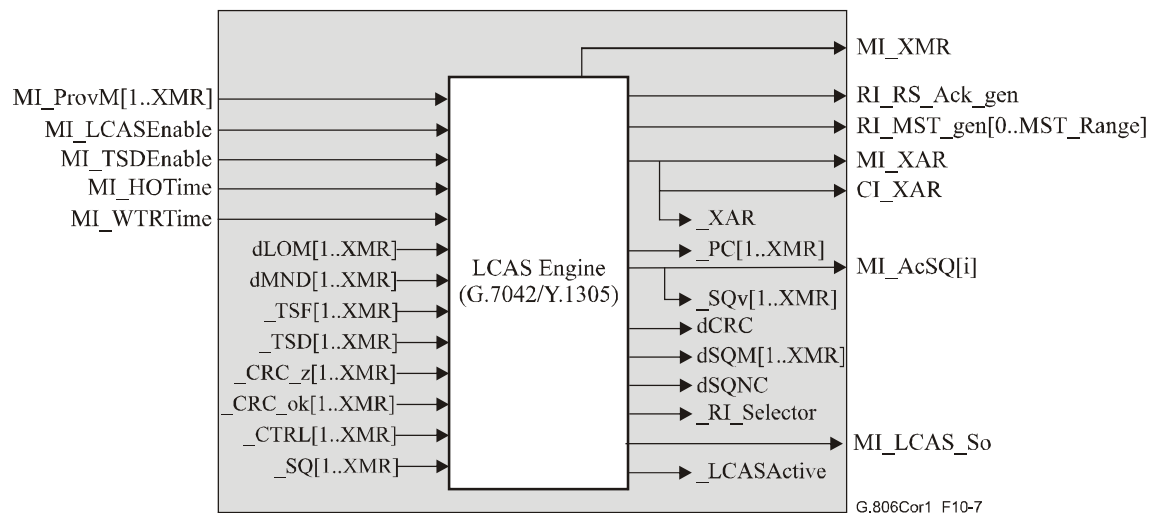 MI_XMR
MI_ProvM[1..XMR]
RI_RS_Ack_gen
MI_LCASEnable
RI_MST_gen[0..MST_Range]
MI_TSDEnable
MI_XAR
MI_HOTime
CI_XAR
MI_WTRTime
_XAR
dLOM[1..XMR]
_PC[1..XMR]
LCAS Engine
(G.7042/Y.1305)
MI_AcSQ[i]
dMND[1..XMR]
_SQv[1..XMR]
_TSF[1..XMR]
dCRC
_TSD[1..XMR]
dSQM[1..XMR]
_CRC_z[1..XMR]
dSQNC
_CRC_ok[1..XMR]
_RI_Selector
_CTRL[1..XMR]
MI_LCAS_So
_SQ[1..XMR]
_LCASActive
G.806Cor1_F10-7